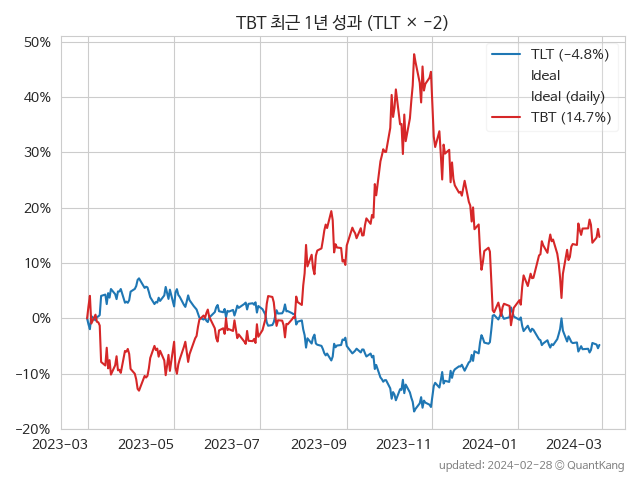 TBT 최근 1년 성과 (TLT × −2)
50%
40%
30%
20%
10%
0%
−10%
−20%
TLT (−4.8%)
Ideal
Ideal (daily)
TBT (14.7%)
2023−03
2023−05
2023−07
2023−09
2023−11
2024−01
2024−03
updated: 2024−02−28 © QuantKang